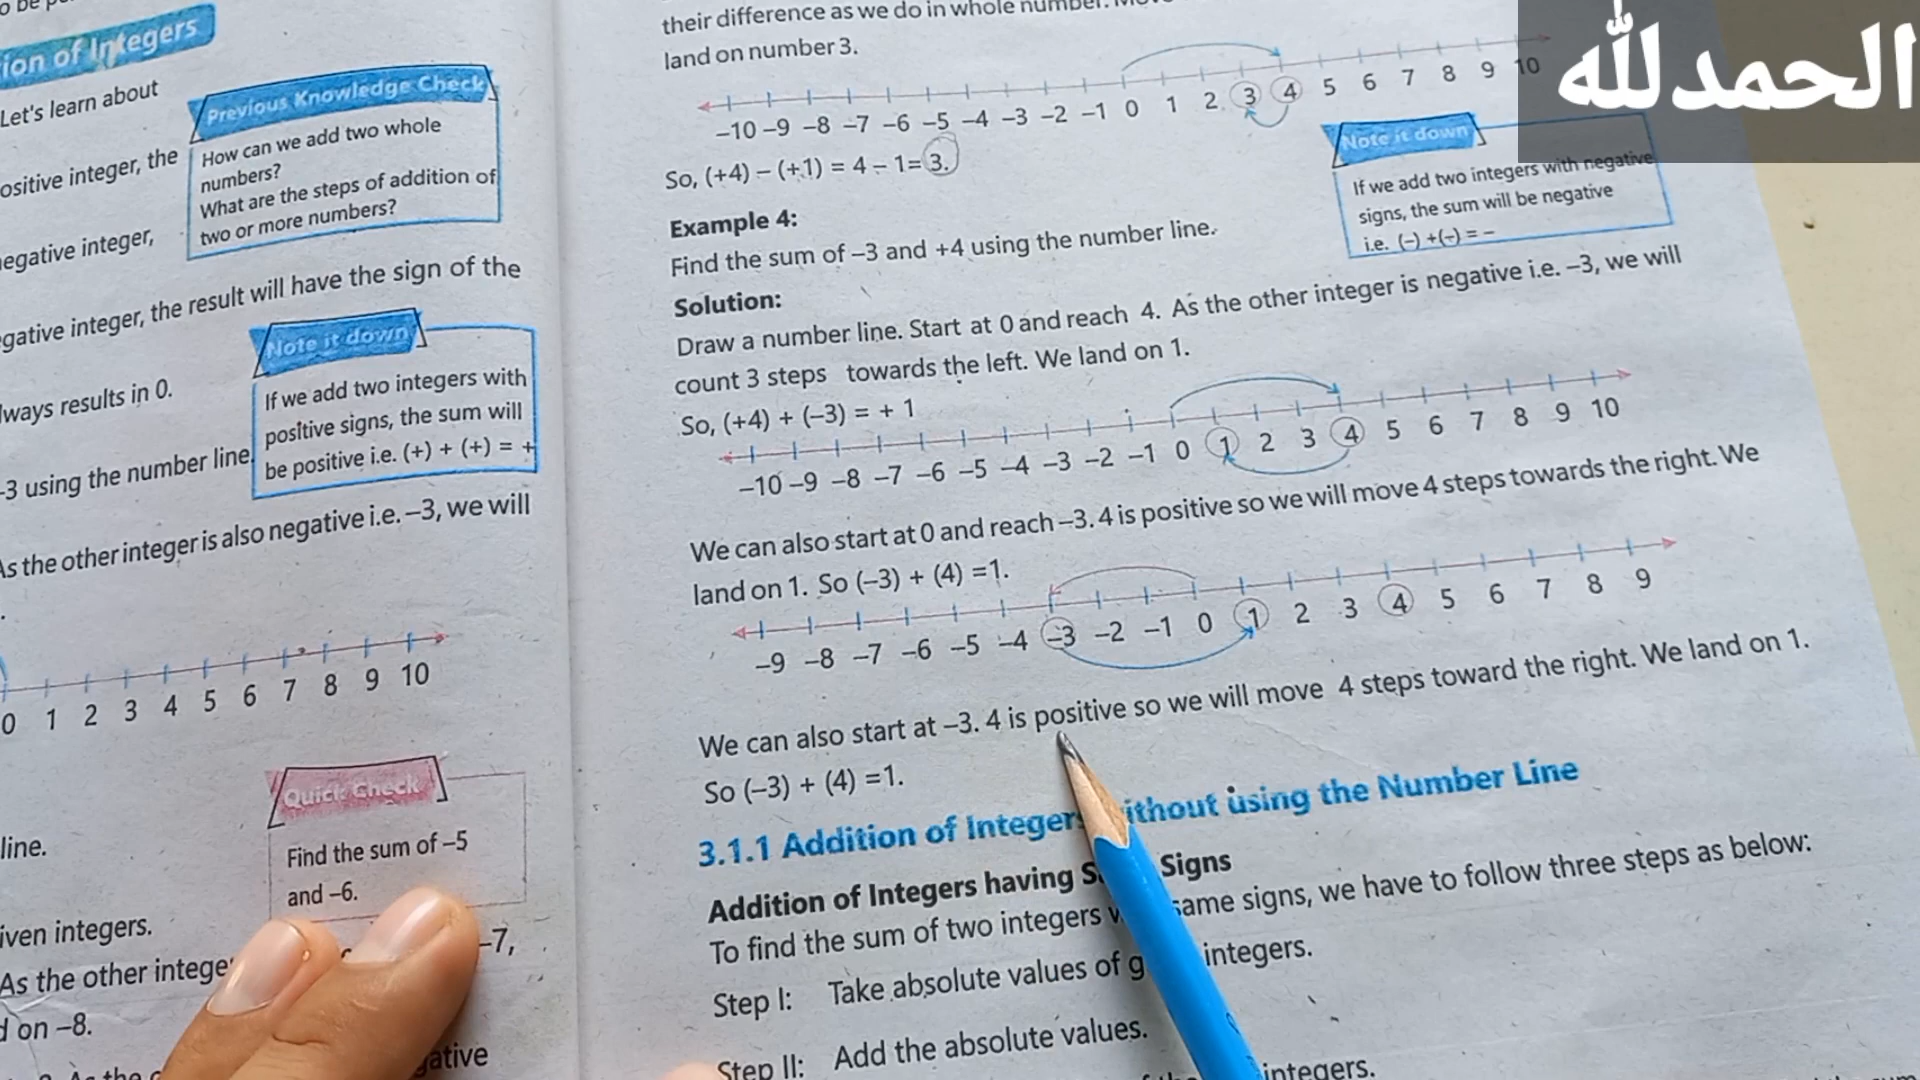 ion of Integers
Let's learn about
Previous Knowledge Check
How can we add two whole
numbers?
What are the steps of addition of
two or more numbers?
ositive integer, the
egative integer,
gative integer, the result will have the sign of the
Note it down
If we add two integers with
positive signs, the sum will
be positive i.e. (+) + (+) = +
lways results in 0.
-3 using the number line.
As the other integer is also negative i.e. –3, we will
0 1 2 3 4 5 6 7 8 9 10
Quick Check
Find the sum of –5
and –6.
line.
iven integers.
As the other intege
–7,
d on –8.
ative
their difference as we do in whole number.
land on number 3.
–10 –9 –8 –7 –6 –5 –4 –3 –2 –1 0 1 2 3 4 5 6 7 8 9 10
So, (+4) – (+1) = 4 – 1= 3.
Note it down
If we add two integers with negative
signs, the sum will be negative
i.e. (–) +(–) = –
Example 4:
Find the sum of –3 and +4 using the number line.
Solution:
Draw a number line. Start at 0 and reach 4. As the other integer is negative i.e. –3, we will
count 3 steps towards the left. We land on 1.
So, (+4) + (–3) = + 1
–10 –9 –8 –7 –6 –5 –4 –3 –2 –1 0 1 2 3 4 5 6 7 8 9 10
We can also start at 0 and reach –3. 4 is positive so we will move 4 steps towards the right. We
land on 1. So (–3) + (4) =1.
–9 –8 –7 –6 –5 –4 –3 –2 –1 0 1 2 3 4 5 6 7 8 9
We can also start at –3. 4 is positive so we will move 4 steps toward the right. We land on 1.
So (–3) + (4) =1.
3.1.1 Addition of Integers ithout using the Number Line
Addition of Integers having S Signs
To find the sum of two integers same signs, we have to follow three steps as below:
Step I: Take absolute values of g integers.
Step II: Add the absolute values.
integers.
الحمدلله